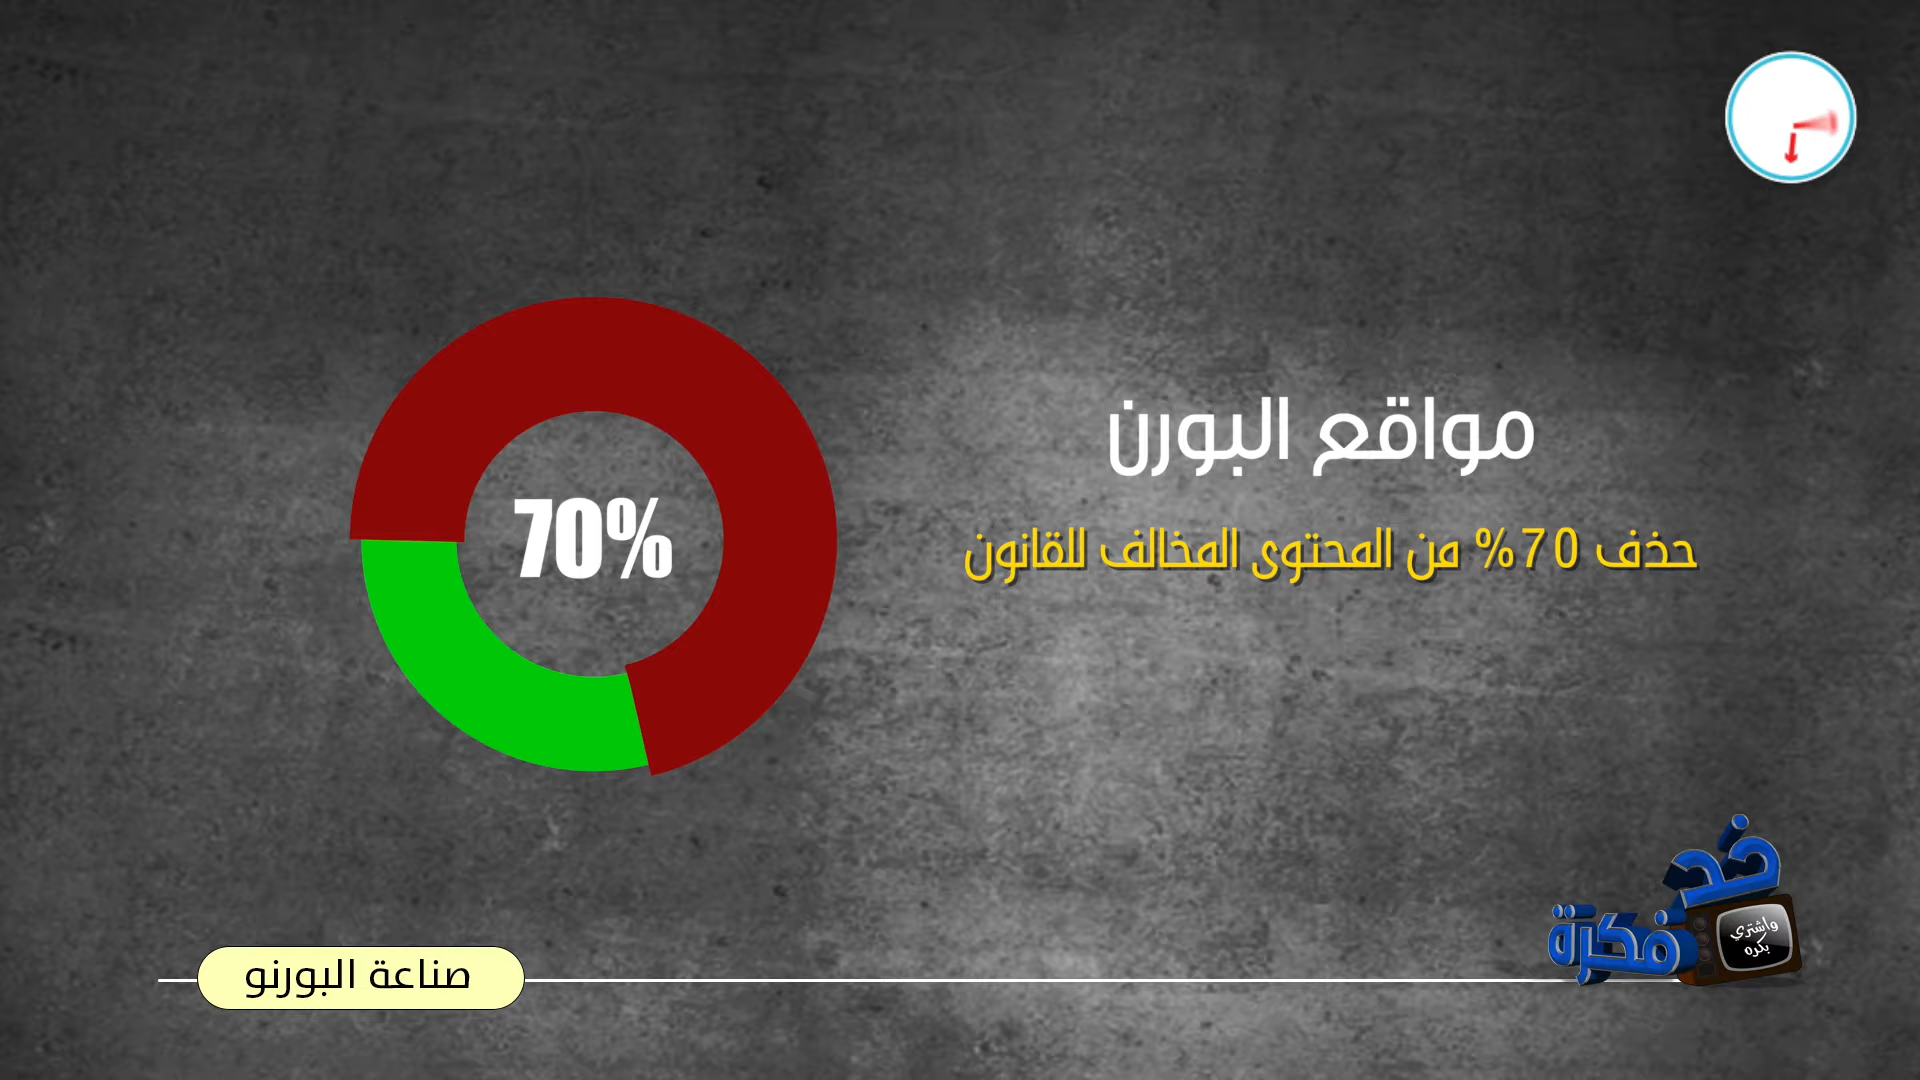 مواقع البورن
حذف 70% من المحتوى المخالف للقانون
70%
صناعة البورنو
خد فكرة
واشتري
بكره